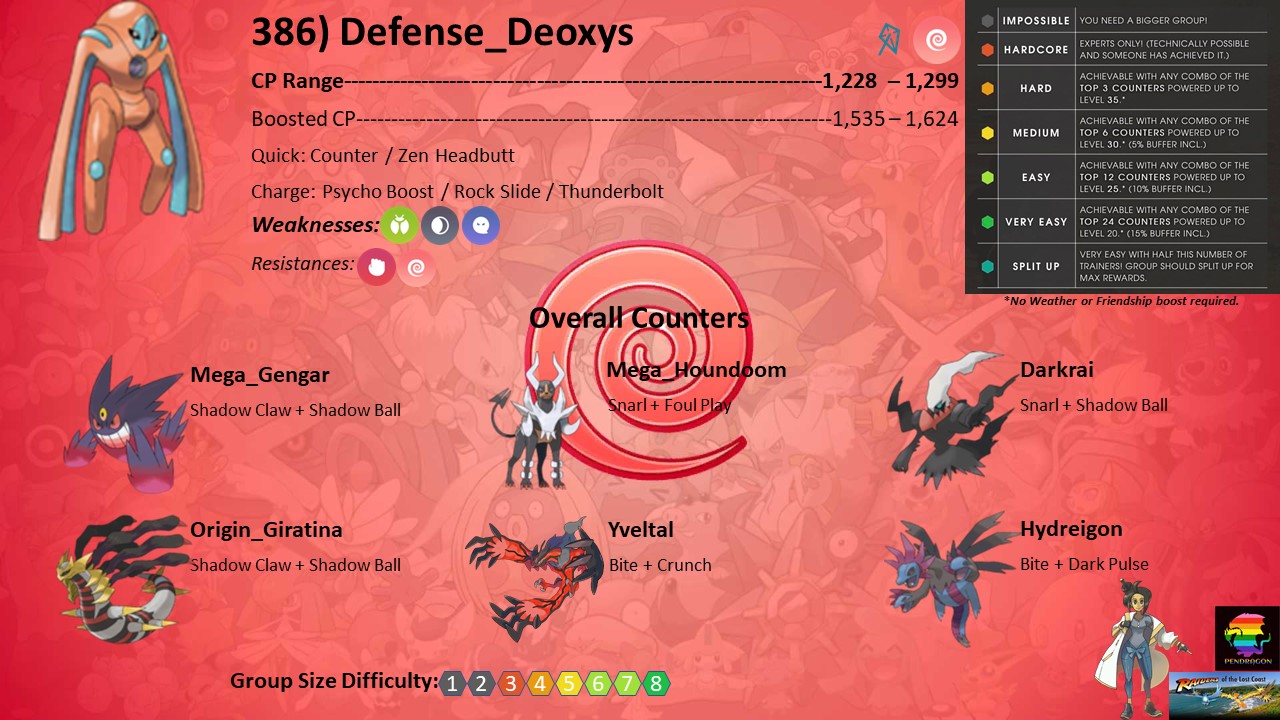 386) Defense_Deoxys
CP Range------------------------------------------------------------------------------------1,228 – 1,299
Boosted CP-----------------------------------------------------------------------------------1,535 – 1,624
Quick: Counter / Zen Headbutt
Charge: Psycho Boost / Rock Slide / Thunderbolt
Weaknesses:
Resistances:
IMPOSSIBLE YOU NEED A BIGGER GROUP!
HARDCORE EXPERTS ONLY! (TECHNICALLY POSSIBLE
AND SOMEONE HAS ACHIEVED IT.)
HARD ACHIEVABLE WITH ANY COMBO OF THE
TOP 3 COUNTERS POWERED UP TO
LEVEL 35.*
MEDIUM ACHIEVABLE WITH ANY COMBO OF THE
TOP 6 COUNTERS POWERED UP TO
LEVEL 30.* (5% BUFFER INCL.)
EASY ACHIEVABLE WITH ANY COMBO OF THE
TOP 12 COUNTERS POWERED UP TO
LEVEL 25.* (10% BUFFER INCL.)
VERY EASY ACHIEVABLE WITH ANY COMBO OF THE
TOP 24 COUNTERS POWERED UP TO
LEVEL 20.* (15% BUFFER INCL.)
SPLIT UP VERY EASY WITH HALF THIS NUMBER OF
TRAINERS! GROUP SHOULD SPLIT UP FOR
MAX REWARDS.
*No Weather or Friendship boost required.
Overall Counters
Mega_Gengar
Shadow Claw + Shadow Ball
Mega_Houndoom
Snarl + Foul Play
Darkrai
Snarl + Shadow Ball
Origin_Giratina
Shadow Claw + Shadow Ball
Yveltal
Bite + Crunch
Hydreigon
Bite + Dark Pulse
Group Size Difficulty: 1 2 3 4 5 6 7 8
PENDRAGON
RAIDERS of the Lost Coast